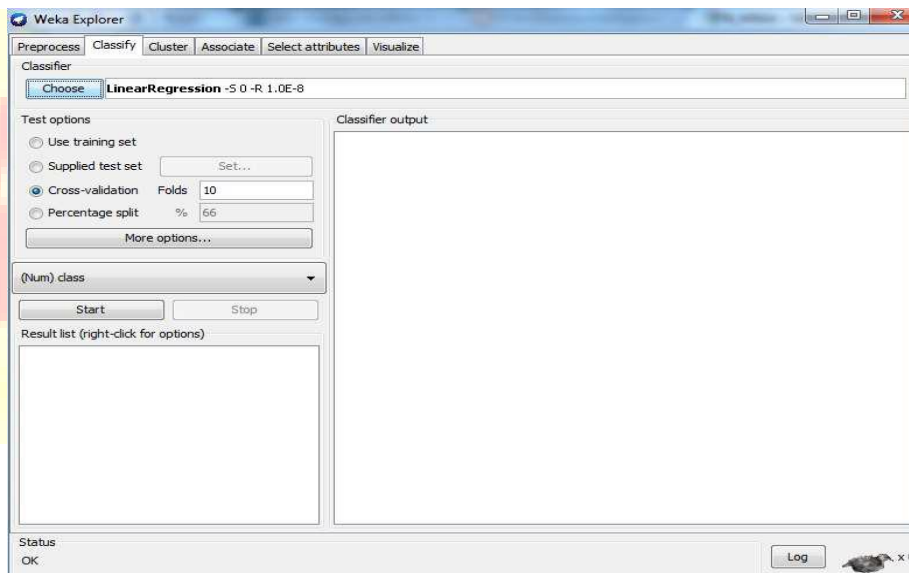 Weka Explorer
Preprocess Classify Cluster Associate Select attributes Visualize
Classifier
Choose LinearRegression -S 0 -R 1.0E-8
Test options
Use training set
Supplied test set Set...
Cross-validation Folds 10
Percentage split % 66
More options...
(Num) class
Start Stop
Result list (right-click for options)
Classifier output
Status
OK
Log
x